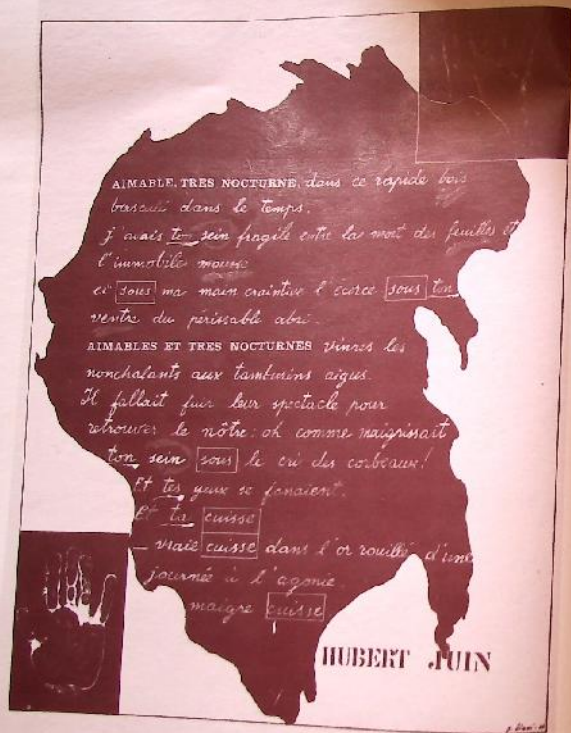 AIMABLE, TRES NOCTURNE, dans ce rapide bois
basculé dans le temps.
j'avais ton sein fragile entre la mort des feuilles et
l'immobile mousse
et sous ma main craintive l'écorce sous ton
ventre du périssable abri.
AIMABLES ET TRES NOCTURNES vinres les
nonchalants aux tambourins aigus.
Il fallait fuir leur spectacle pour
retrouver le nôtre: oh comme maigrissait
ton sein sous le cri des corbeaux!
Et tes yeux se fanaient.
Et ta cuisse
– vraie cuisse dans l'or rouillé d'une
journée à l'agonie
maigre cuisse
HUBERT JUIN